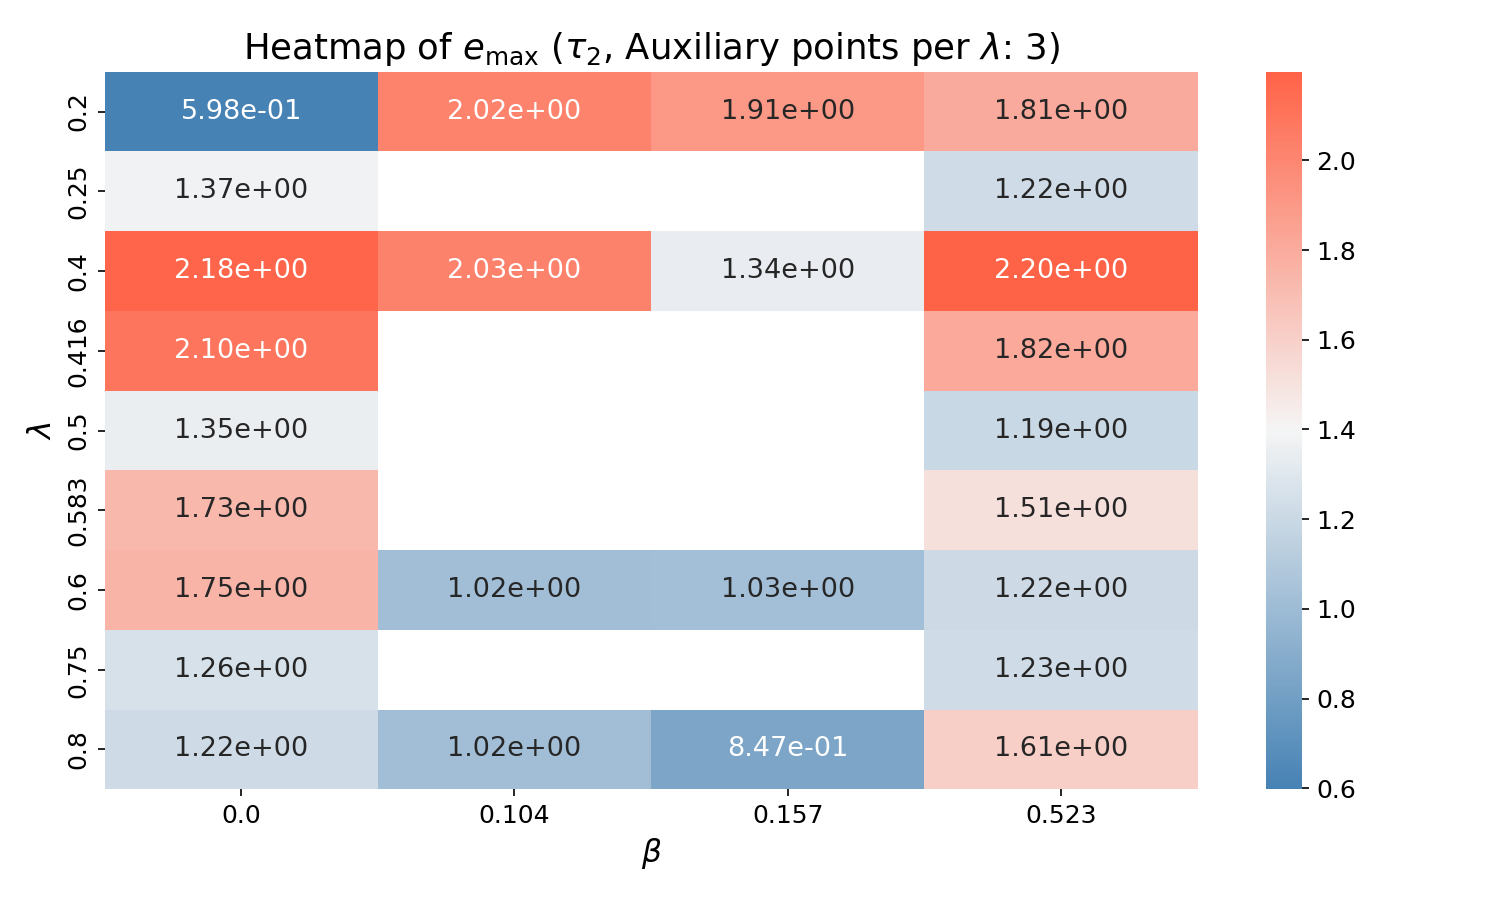 Heatmap of e_max (τ_2, Auxiliary points per λ: 3)
λ
0.2 5.98e-01 2.02e+00 1.91e+00 1.81e+00
0.25 1.37e+00 1.22e+00
0.4 2.18e+00 2.03e+00 1.34e+00 2.20e+00
0.416 2.10e+00 1.82e+00
0.5 1.35e+00 1.19e+00
0.583 1.73e+00 1.51e+00
0.6 1.75e+00 1.02e+00 1.03e+00 1.22e+00
0.75 1.26e+00 1.23e+00
0.8 1.22e+00 1.02e+00 8.47e-01 1.61e+00
0.0 0.104 0.157 0.523
β
2.0
1.8
1.6
1.4
1.2
1.0
0.8
0.6